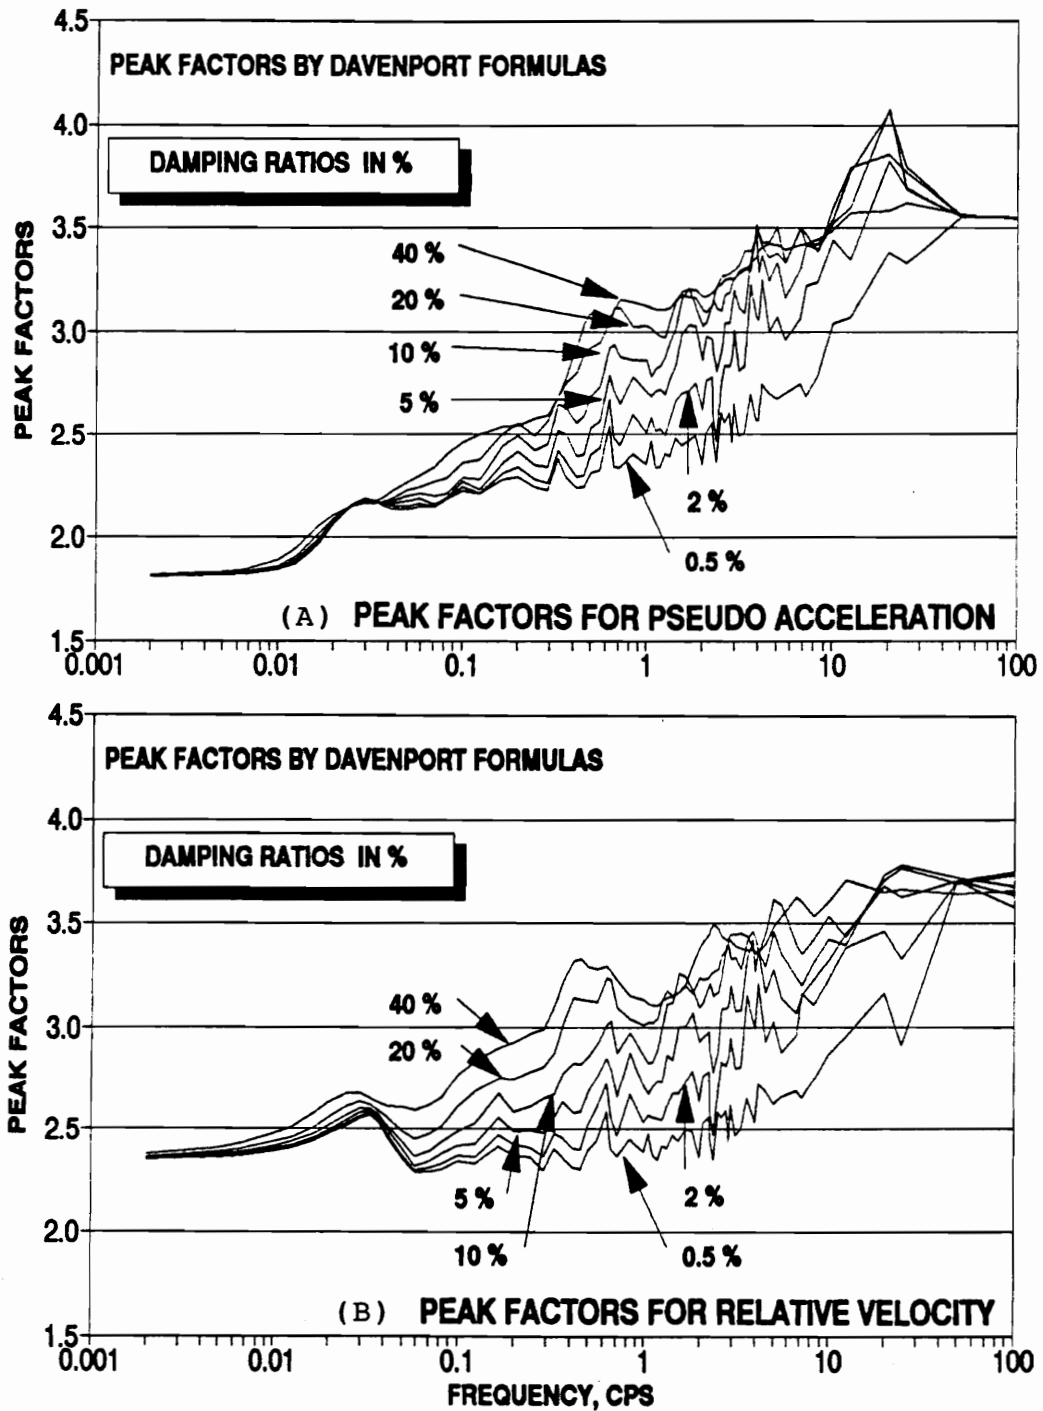 4.5
PEAK FACTORS BY DAVENPORT FORMULAS
4.0
DAMPING RATIOS IN %
3.5
40 %
20 %
3.0
10 %
5 %
2.5
2 %
2.0
0.5 %
(A) PEAK FACTORS FOR PSEUDO ACCELERATION
1.5
0.001 0.01 0.1 1 10 100
PEAK FACTORS
4.5
PEAK FACTORS BY DAVENPORT FORMULAS
4.0
DAMPING RATIOS IN %
3.5
40 %
3.0
20 %
2.5
5 %
2 %
2.0
10 %
0.5 %
(B) PEAK FACTORS FOR RELATIVE VELOCITY
1.5
0.001 0.01 0.1 1 10 100
PEAK FACTORS
FREQUENCY, CPS